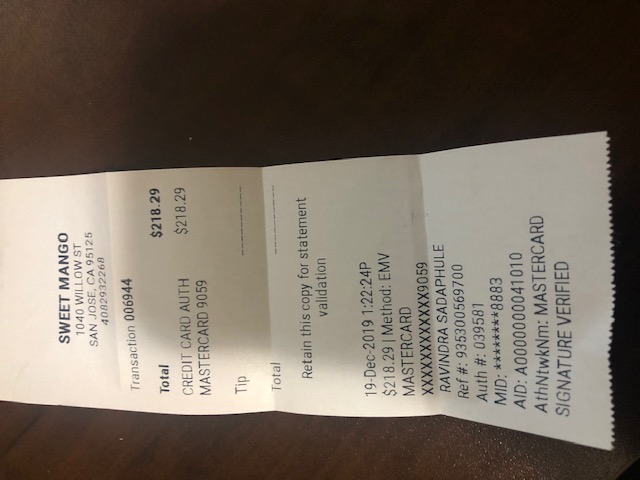 SWEET MANGO
1040 WILLOW ST
SAN JOSE, CA 95125
4082932268
Transaction 006944
Total $218.29
CREDIT CARD AUTH $218.29
MASTERCARD 9059
Tip ----------
Total ----------
Retain this copy for statement
validation
19-Dec-2019 1:22:24P
$218.29 | Method: EMV
MASTERCARD
XXXXXXXXXXXX9059
RAVINDRA SADAPHULE
Ref #: 935300569700
Auth #: 039581
MID: ********8883
AID: A0000000041010
AthNtwkNm: MASTERCARD
SIGNATURE VERIFIED